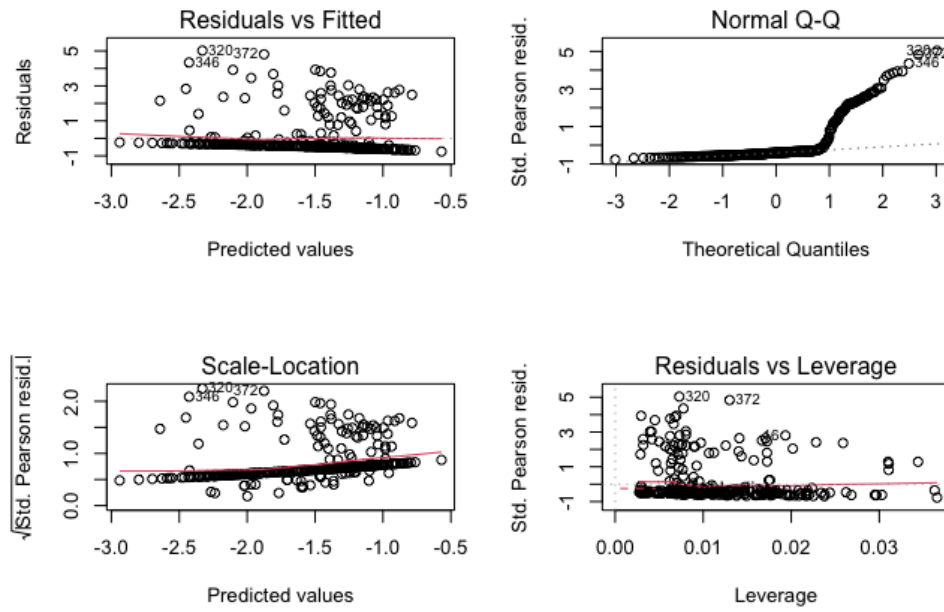 Residuals vs Fitted
Residuals
5
3
1
-1
320
372
346
-3.0 -2.5 -2.0 -1.5 -1.0 -0.5
Predicted values
Normal Q-Q
Std. Pearson resid.
5
3
1
-1
320
372
346
-3 -2 -1 0 1 2 3
Theoretical Quantiles
Scale-Location
√|Std. Pearson resid.|
2.0
1.0
0.0
320
372
346
-3.0 -2.5 -2.0 -1.5 -1.0 -0.5
Predicted values
Residuals vs Leverage
Std. Pearson resid.
5
3
1
-1
320
372
0.00 0.01 0.02 0.03
Leverage